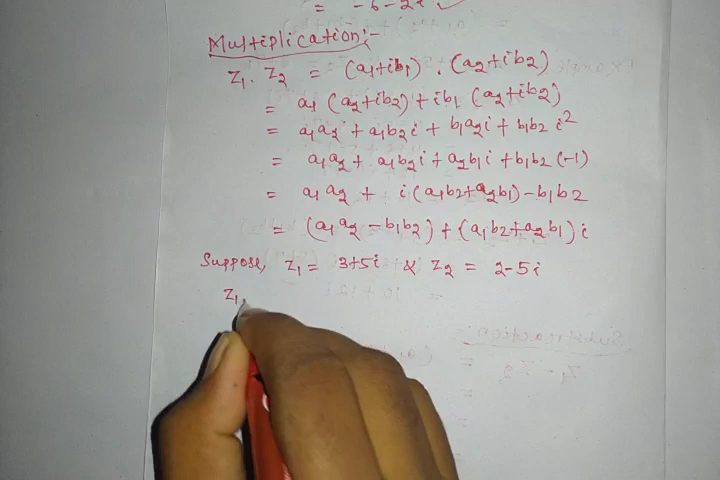 = -6-2i ✓
Multiplication:-
z₁. z₂ = (a₁+ib₁) . (a₂+ib₂)
= a₁ (a₂+ib₂)+ib₁ (a₂+ib₂)
= a₁a₂ + a₁b₂i + b₁a₂i + b₁b₂ i²
= a₁a₂ + a₁b₂i + a₂b₁i + b₁b₂ (-1)
= a₁a₂ + i(a₁b₂+a₂b₁)-b₁b₂
= (a₁a₂ -b₁b₂)+(a₁b₂+a₂b₁)i
Suppose, z₁ = 3+5i & z₂ = 2-5i
z₁.